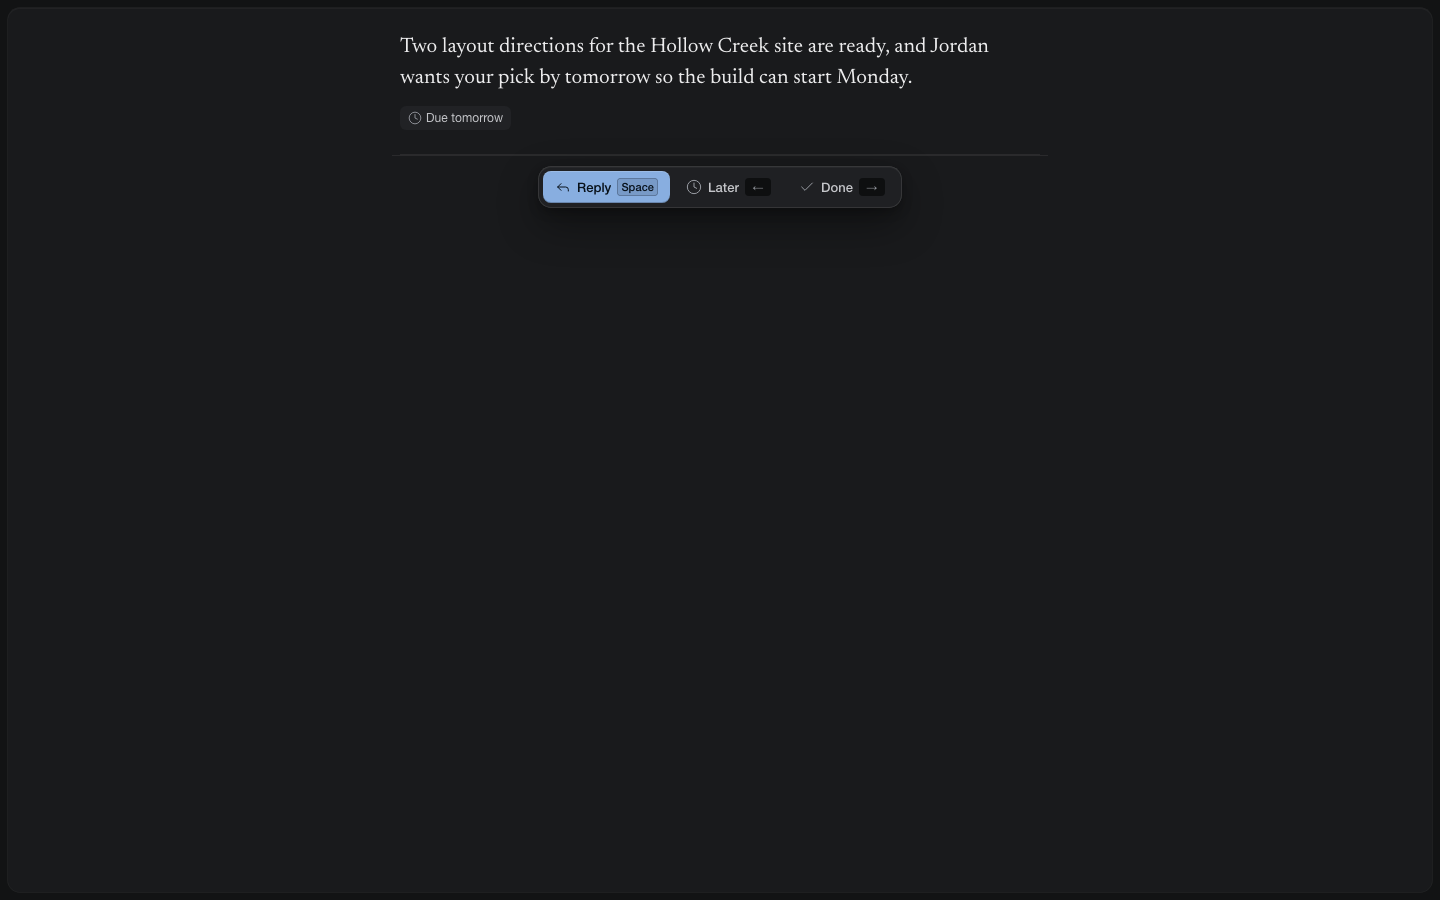 Two layout directions for the Hollow Creek site are ready, and Jordan
wants your pick by tomorrow so the build can start Monday.
Due tomorrow
Reply Space Later ← Done →